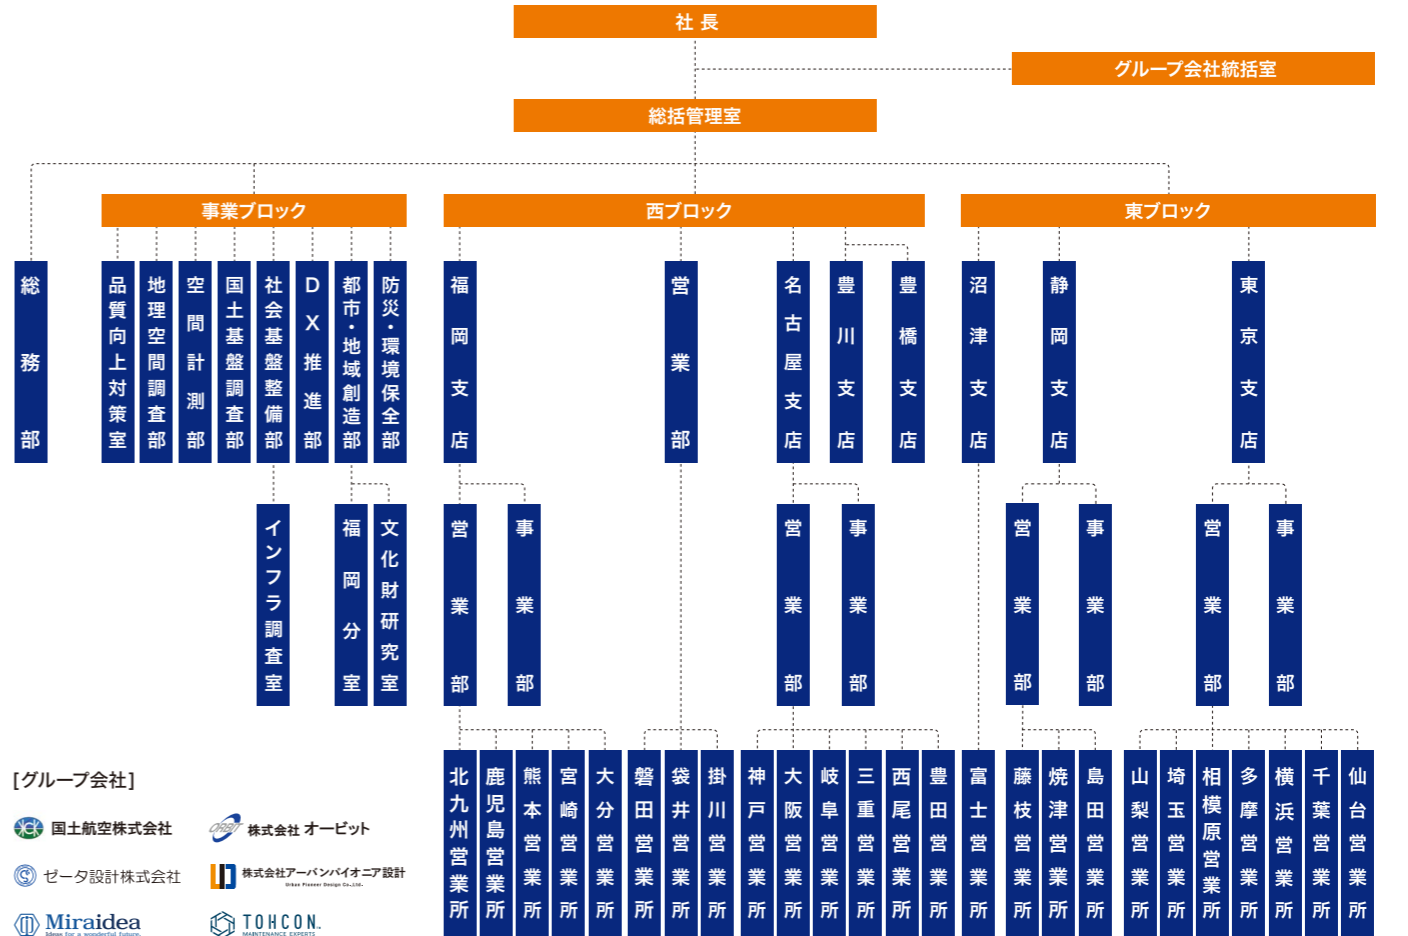 社 長
グループ会社統括室
総括管理室
事業ブロック
西ブロック
東ブロック
総務部
品質向上対策室
地理空間調査部
空間計測部
国土基盤調査部
社会基盤整備部
DX推進部
都市・地域創造部
防災・環境保全部
福岡支店
営業部
名古屋支店
豊川支店
豊橋支店
沼津支店
静岡支店
東京支店
インフラ調査室
福岡分室
文化財研究室
営業部
事業部
営業部
事業部
営業部
事業部
営業部
事業部
北九州営業所
鹿児島営業所
熊本営業所
宮崎営業所
大分営業所
磐田営業所
袋井営業所
掛川営業所
神戸営業所
大阪営業所
岐阜営業所
三重営業所
西尾営業所
豊田営業所
富士営業所
藤枝営業所
焼津営業所
島田営業所
山梨営業所
埼玉営業所
相模原営業所
多摩営業所
横浜営業所
千葉営業所
仙台営業所
[グループ会社]
国土航空株式会社
ORBIT 株式会社 オービット
ゼータ設計株式会社
株式会社アーバンパイオニア設計
Urban Pioneer Design Co.,Ltd.
Miraidea
Ideas for a wonderful future.
TOHCON
MAINTENANCE EXPERTS